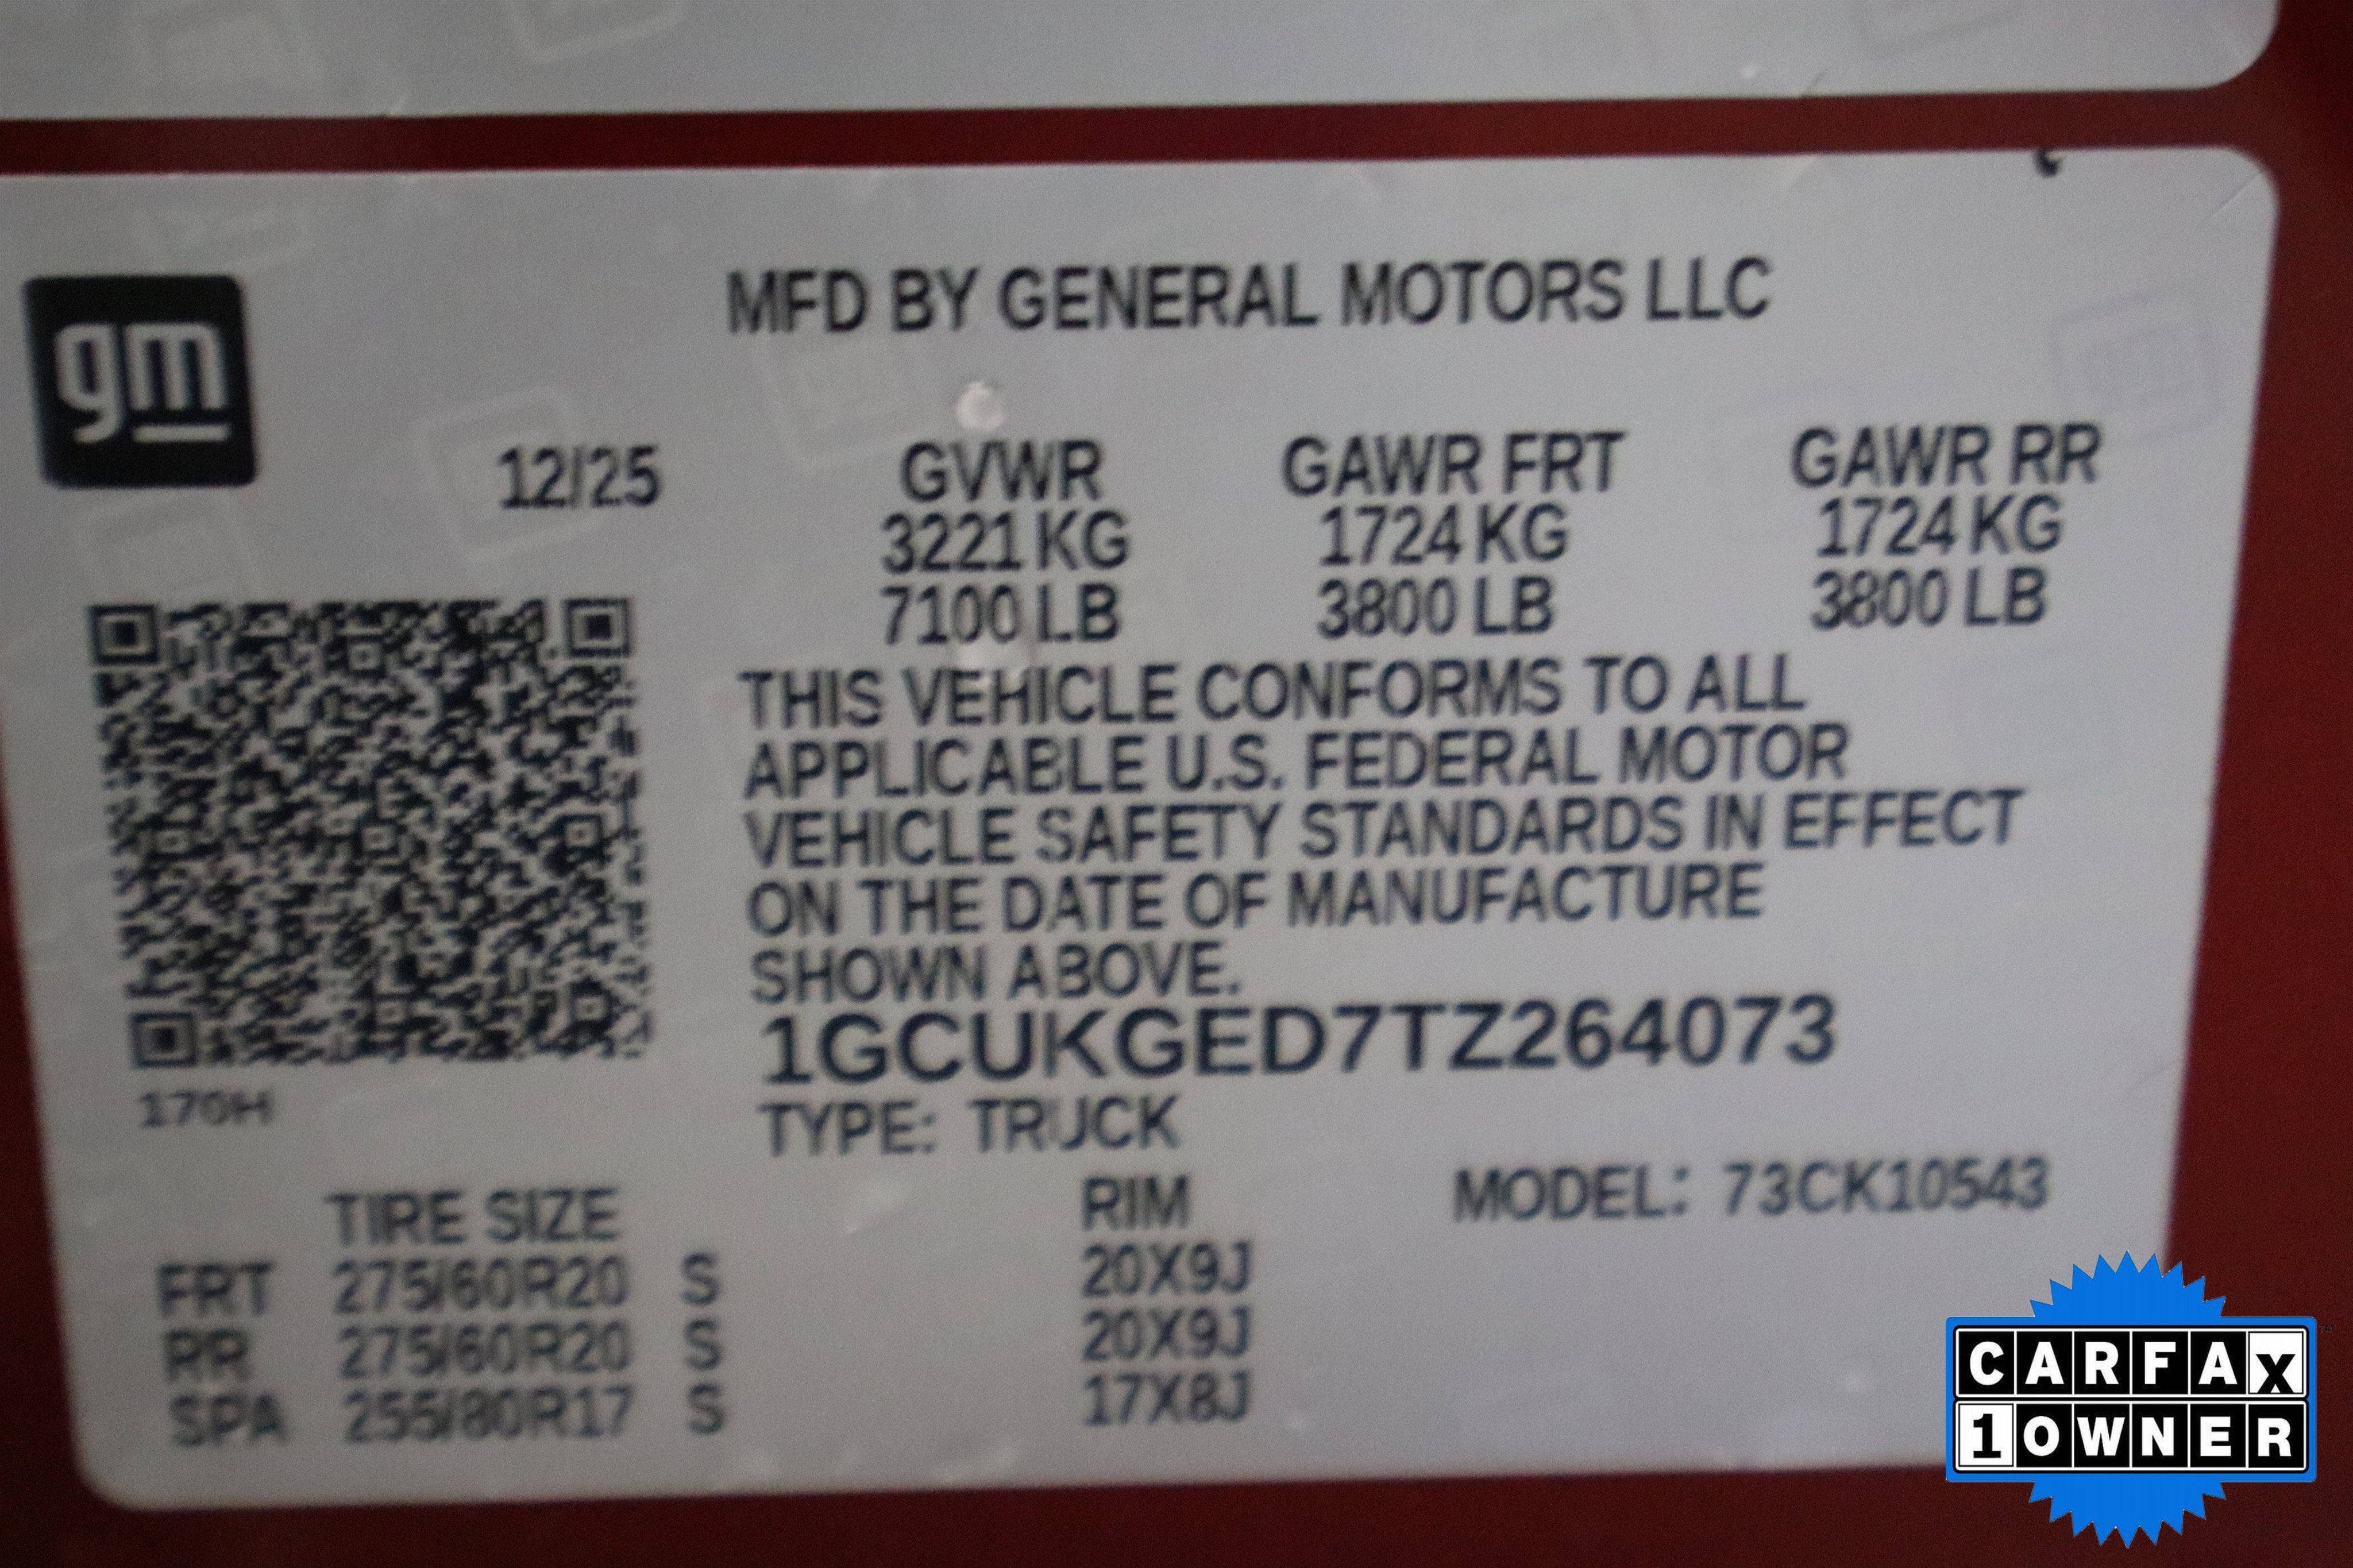 gm
MFD BY GENERAL MOTORS LLC
12/25
GVWR GAWR FRT GAWR RR
3221 KG 1724 KG 1724 KG
7100 LB 3800 LB 3800 LB
THIS VEHICLE CONFORMS TO ALL
APPLICABLE U.S. FEDERAL MOTOR
VEHICLE SAFETY STANDARDS IN EFFECT
ON THE DATE OF MANUFACTURE
SHOWN ABOVE.
1GCUKGED7TZ264073
170H
TYPE: TRUCK
TIRE SIZE RIM MODEL: 73CK10543
FRT 275/60R20 S 20X9J
RR 275/60R20 S 20X9J
SPA 255/80R17 S 17X8J
CARFAX
1 OWNER